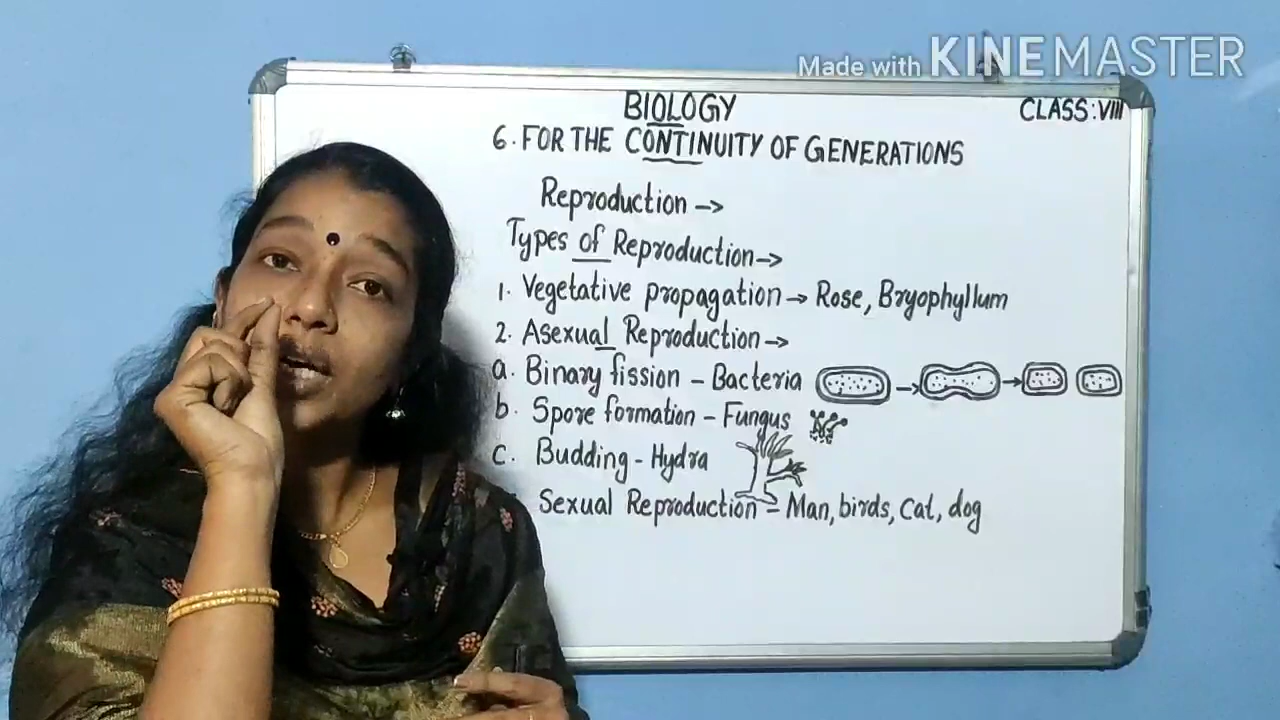 Made with KINEMASTER
BIOLOGY
CLASS: VIII
6. FOR THE CONTINUITY OF GENERATIONS
Reproduction →
Types of Reproduction →
1. Vegetative propagation → Rose, Bryophyllum
2. Asexual Reproduction →
a. Binary fission - Bacteria
b. Spore formation - Fungus
c. Budding - Hydra
Sexual Reproduction - Man, birds, Cat, dog